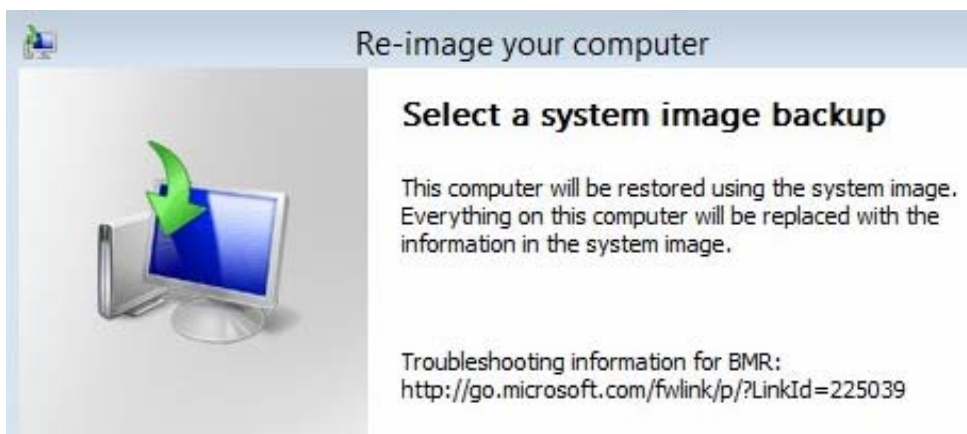 Re-image your computer
Select a system image backup
This computer will be restored using the system image.
Everything on this computer will be replaced with the
information in the system image.
Troubleshooting information for BMR:
http://go.microsoft.com/fwlink/p/?LinkId=225039